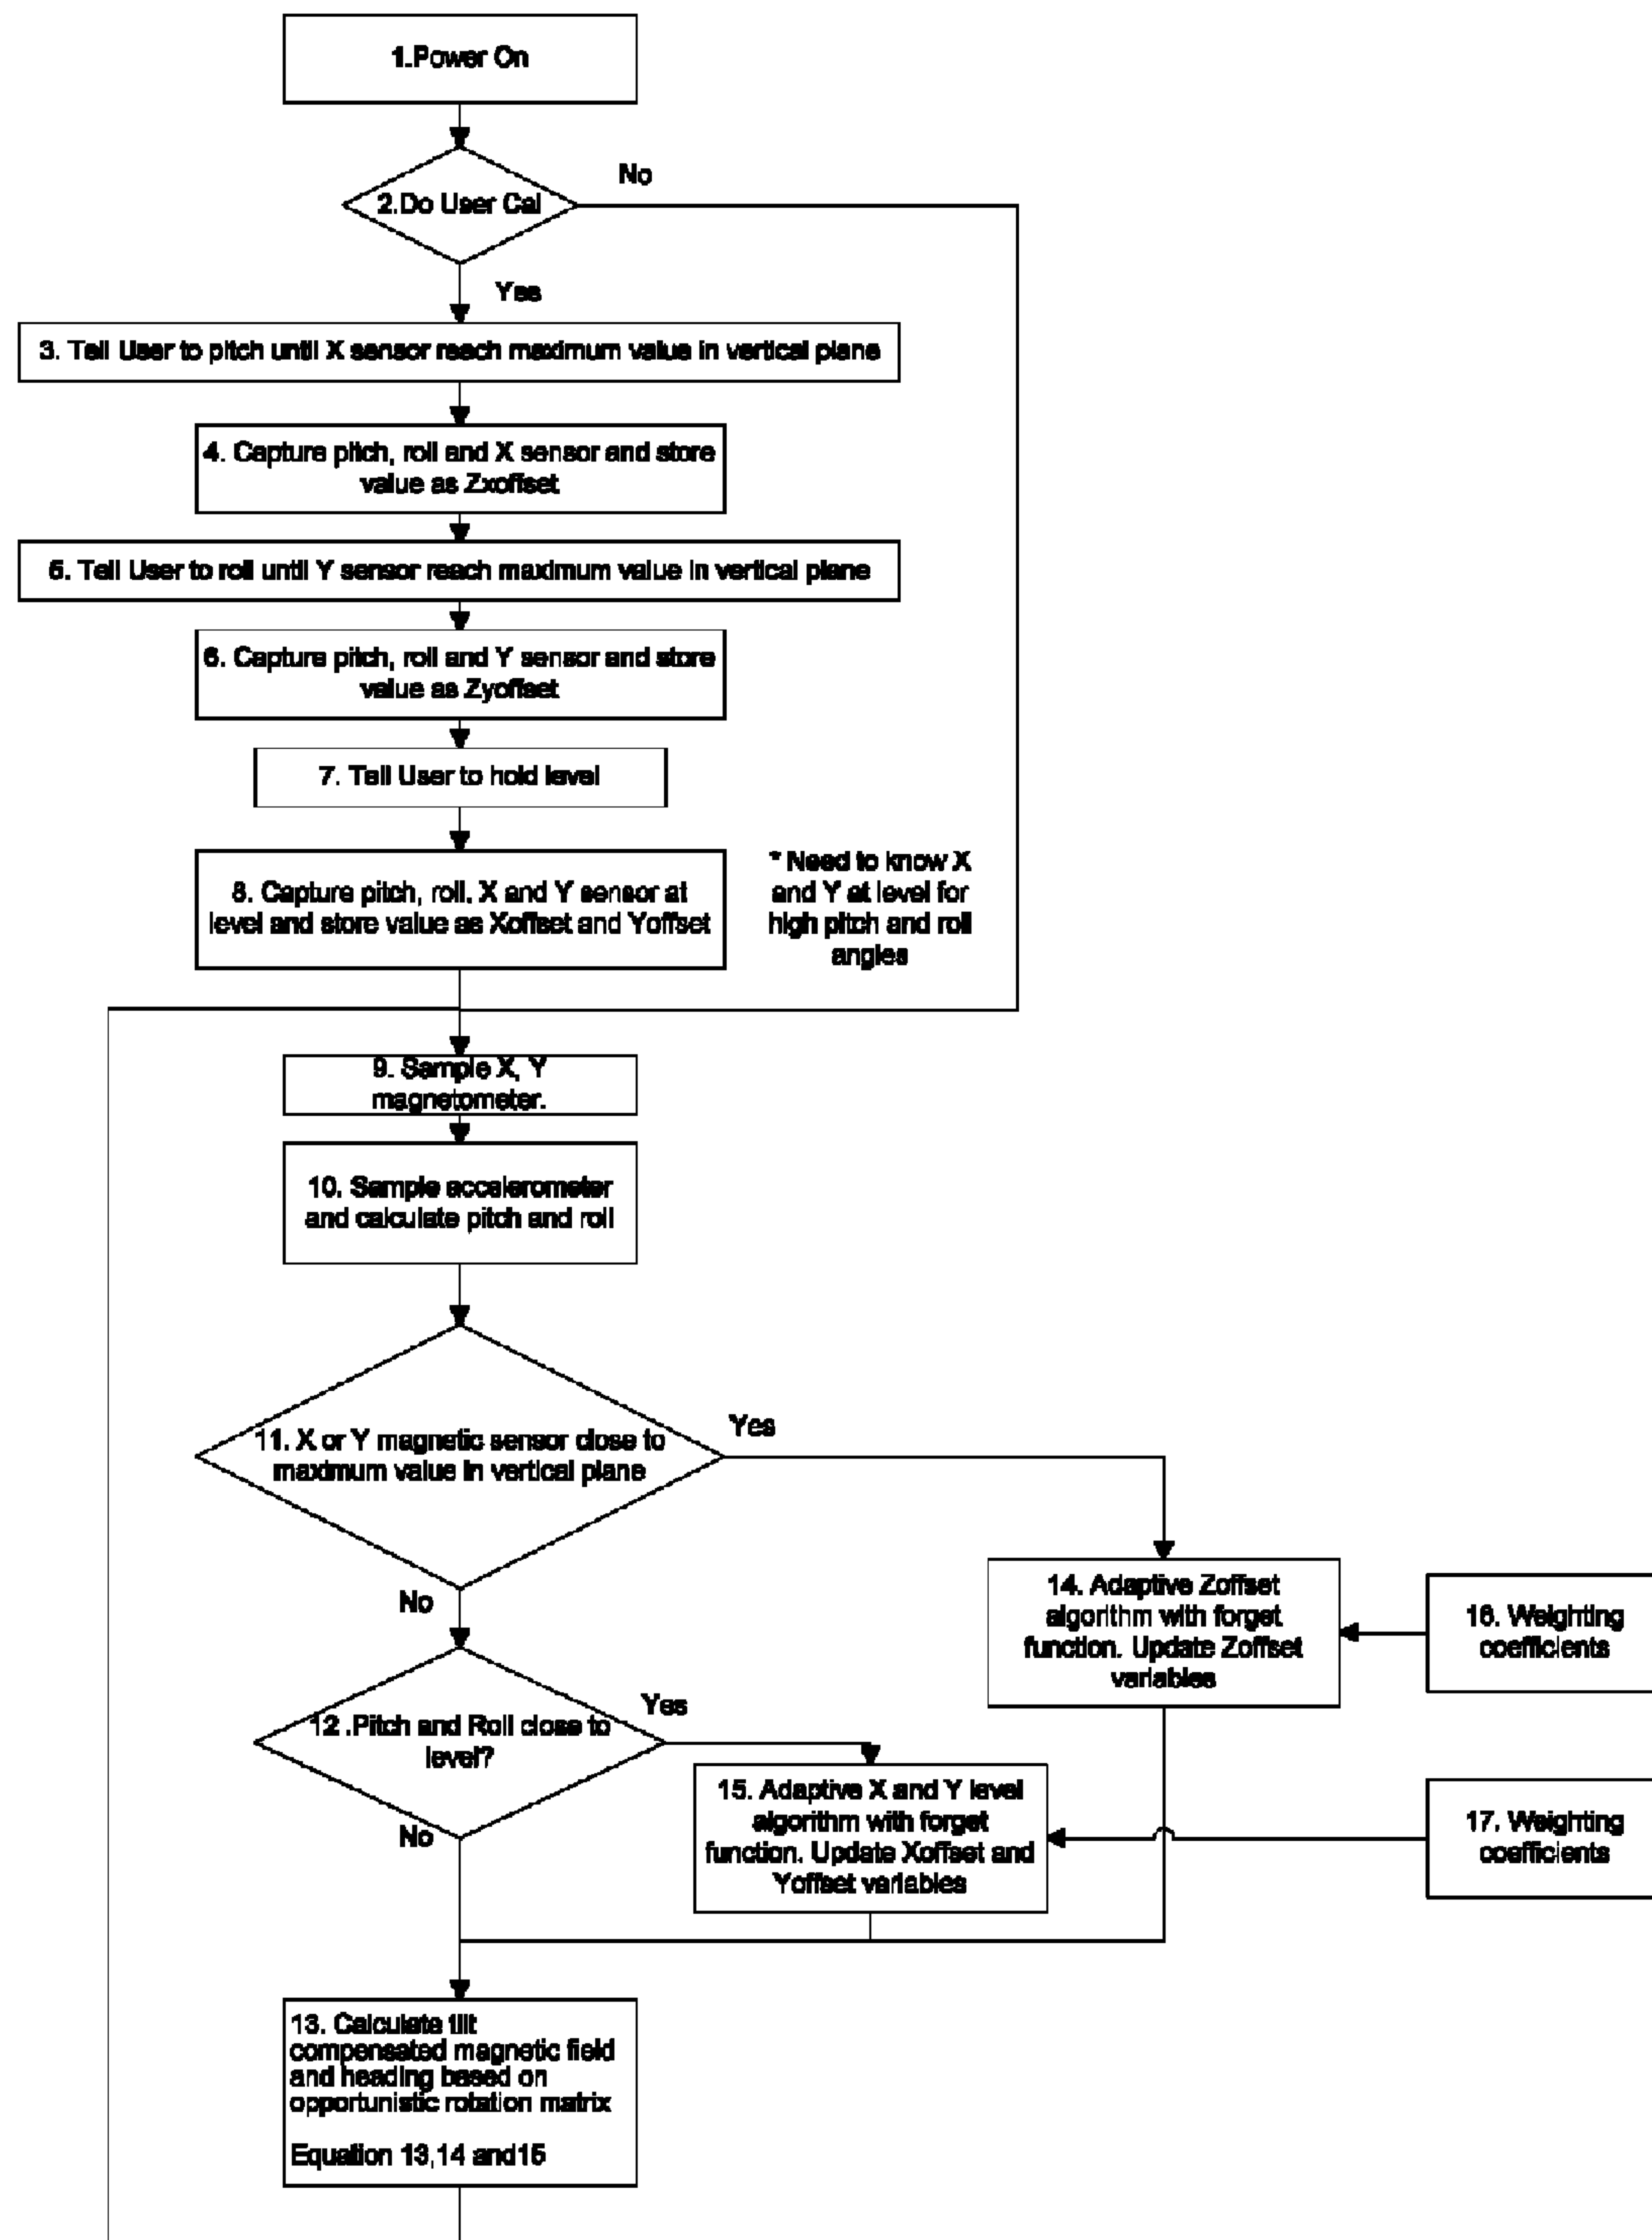 1.Power On
No
2.Do User Cal
Yes
3. Tell User to pitch until X sensor reach maximum value in vertical plane
4. Capture pitch, roll and X sensor and store
value as Zxoffset
5. Tell User to roll until Y sensor reach maximum value in vertical plane
6. Capture pitch, roll and Y sensor and store
value as Zyoffset
7. Tell User to hold level
8. Capture pitch, roll, X and Y sensor at
level and store value as Xoffset and Yoffset
* Need to know X
and Y at level for
high pitch and roll
angles
9. Sample X, Y
magnetometer.
10. Sample accelerometer
and calculate pitch and roll
11. X or Y magnetic sensor close to
maximum value in vertical plane
Yes
No
14. Adaptive Zoffset
algorithm with forget
function. Update Zoffset
variables
16. Weighting
coefficients
12 .Pitch and Roll close to
level?
Yes
No
15. Adaptive X and Y level
algorithm with forget
function. Update Xoffset and
Yoffset variables
17. Weighting
coefficients
13. Calculate tilt
compensated magnetic field
and heading based on
opportunistic rotation matrix
Equation 13,14 and15